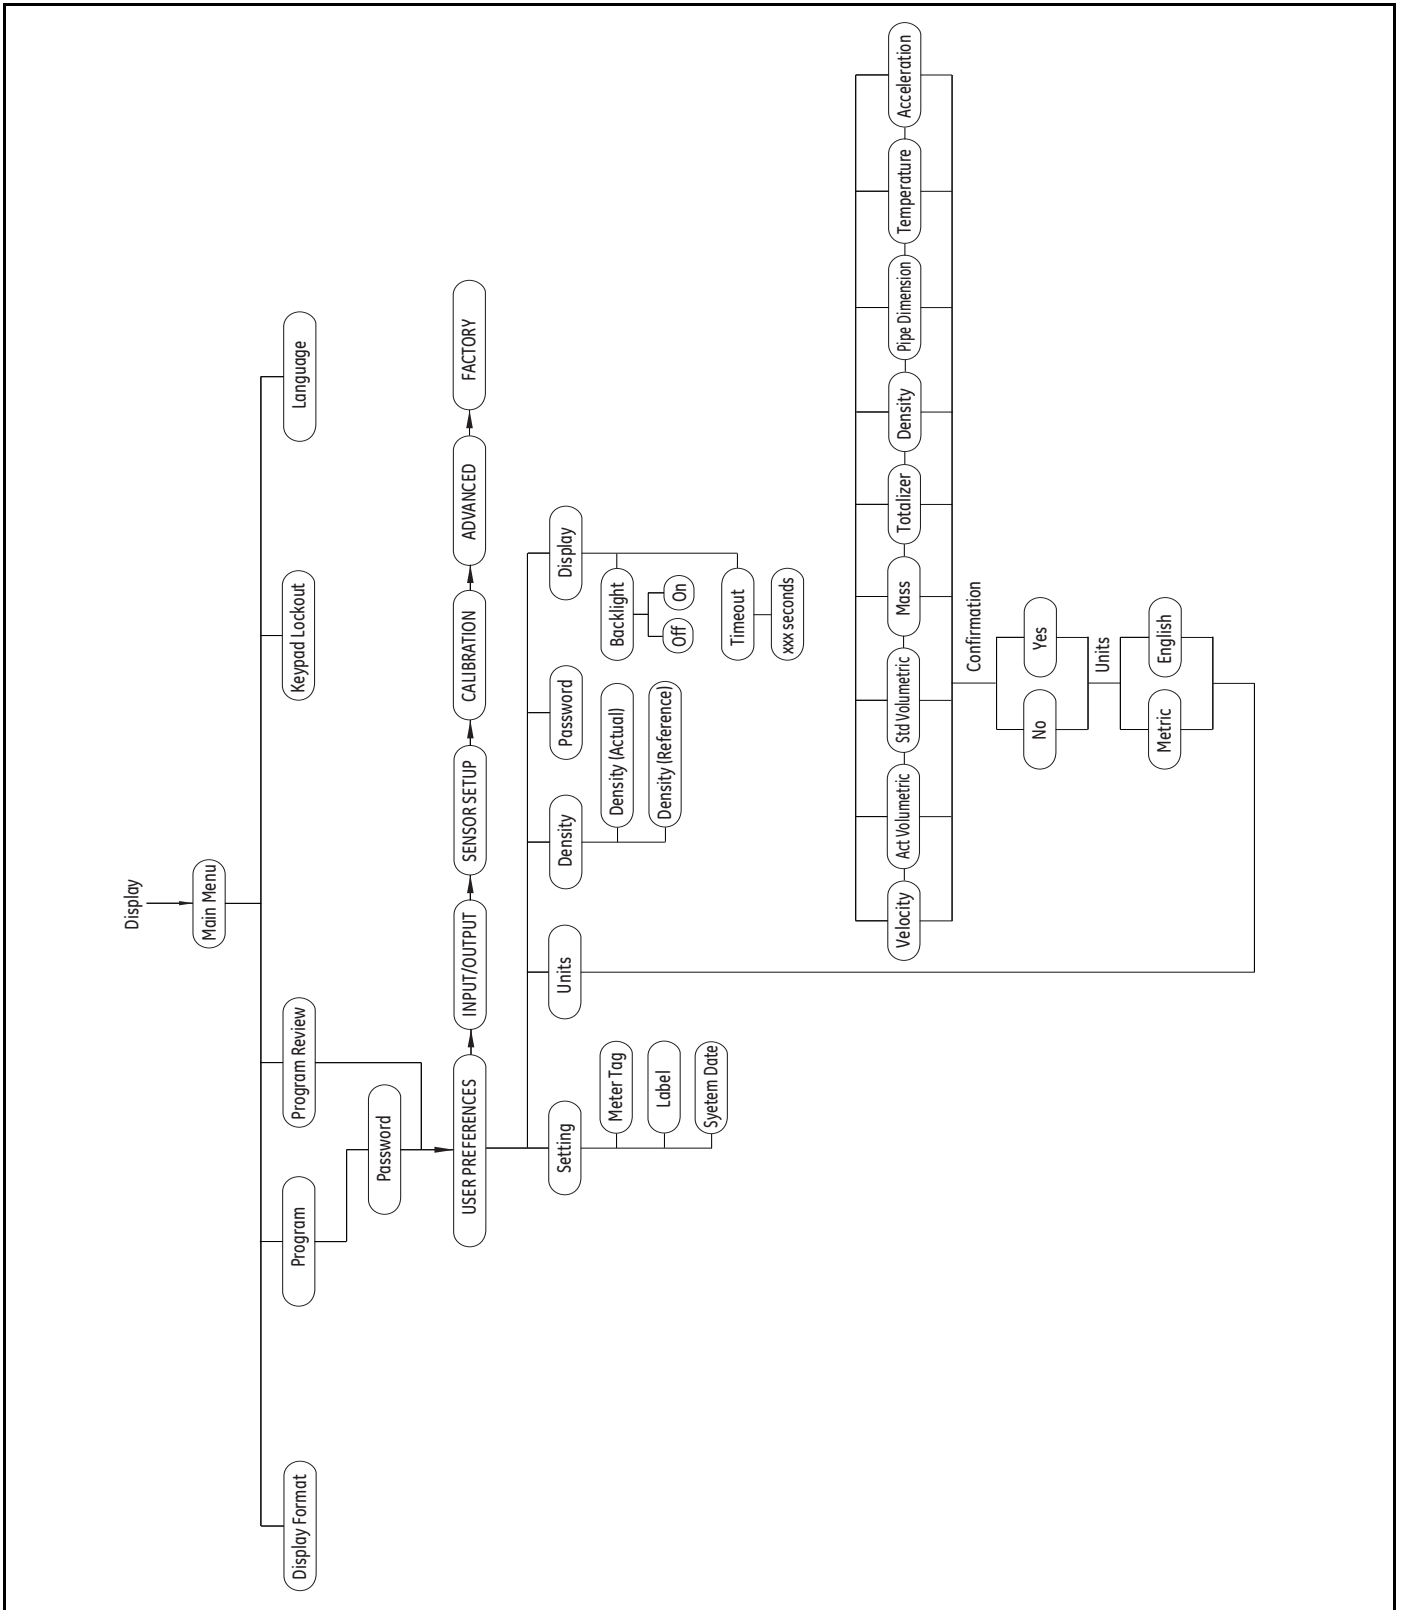 Display
Main Menu
Display Format
Program
Program Review
Keypad Lockout
Language
Password
USER PREFERENCES
INPUT/OUTPUT
SENSOR SETUP
CALIBRATION
ADVANCED
FACTORY
Setting
Units
Density
Password
Display
Meter Tag
Label
Syetem Date
Density (Actual)
Density (Reference)
Backlight
Off
On
Timeout
xxx seconds
Velocity
Act Volumetric
Std Volumetric
Mass
Totalizer
Density
Pipe Dimension
Temperature
Acceleration
Confirmation
No
Yes
Units
Metric
English